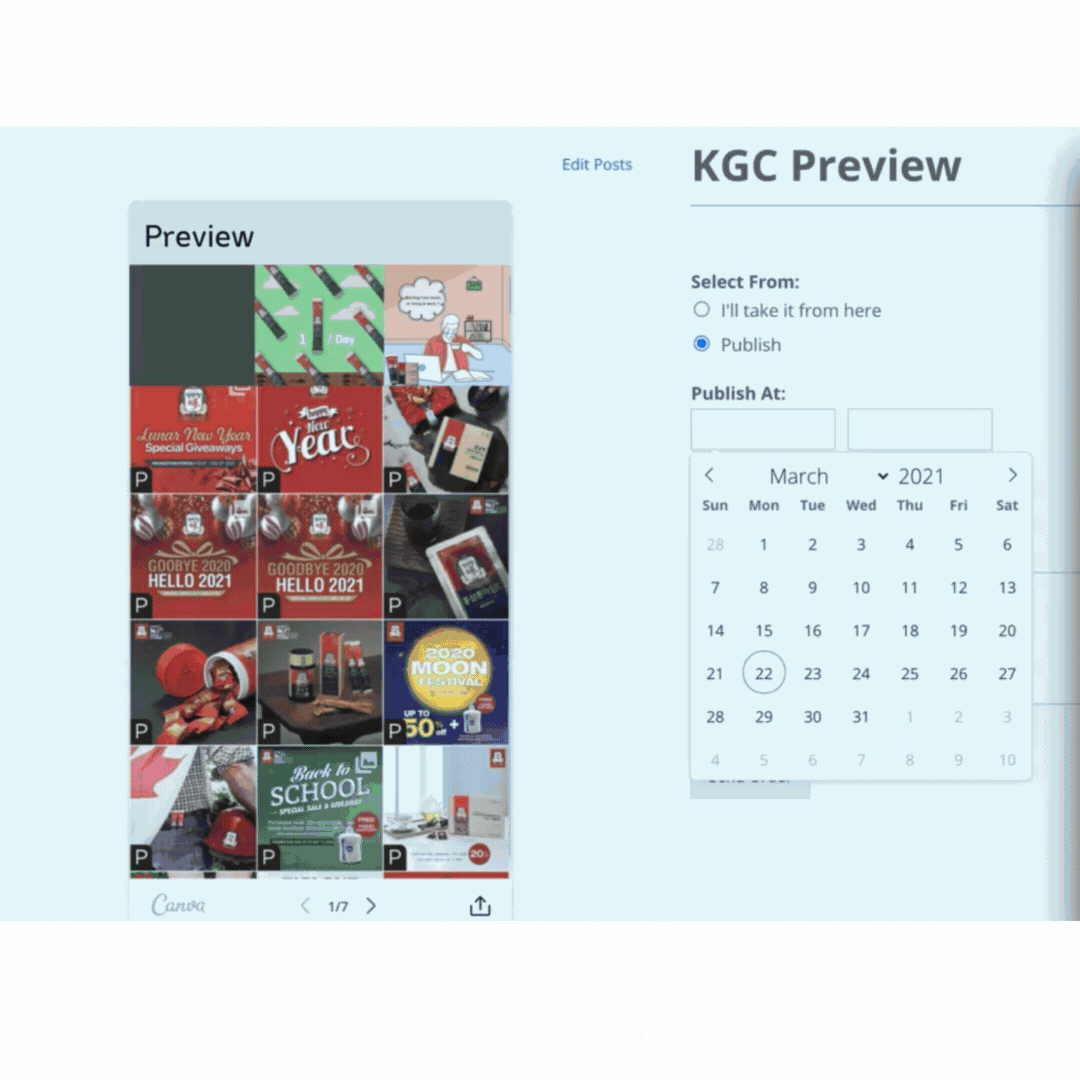 Edit Posts
KGC Preview
Preview
Select From:
I'll take it from here
Publish
Publish At:
March 2021
Sun Mon Tue Wed Thu Fri Sat
28 1 2 3 4 5 6
7 8 9 10 11 12 13
14 15 16 17 18 19 20
21 22 23 24 25 26 27
28 29 30 31 1 2 3
4 5 6 7 8 9 10
1 / Day
Lunar New Year
Special Giveaways
P
New
Year
P
P
GOOBYE 2020
HELLO 2021
P
GOODBYE 2020
HELLO 2021
P
P
P
P
2020
MOON
FESTIVAL
UP TO
50% off +
FREE
P
P
Back to
SCHOOL
SPECIAL SALE & GIVEAWAY
FREE
HAND
P
20%
P
Canva
1/7